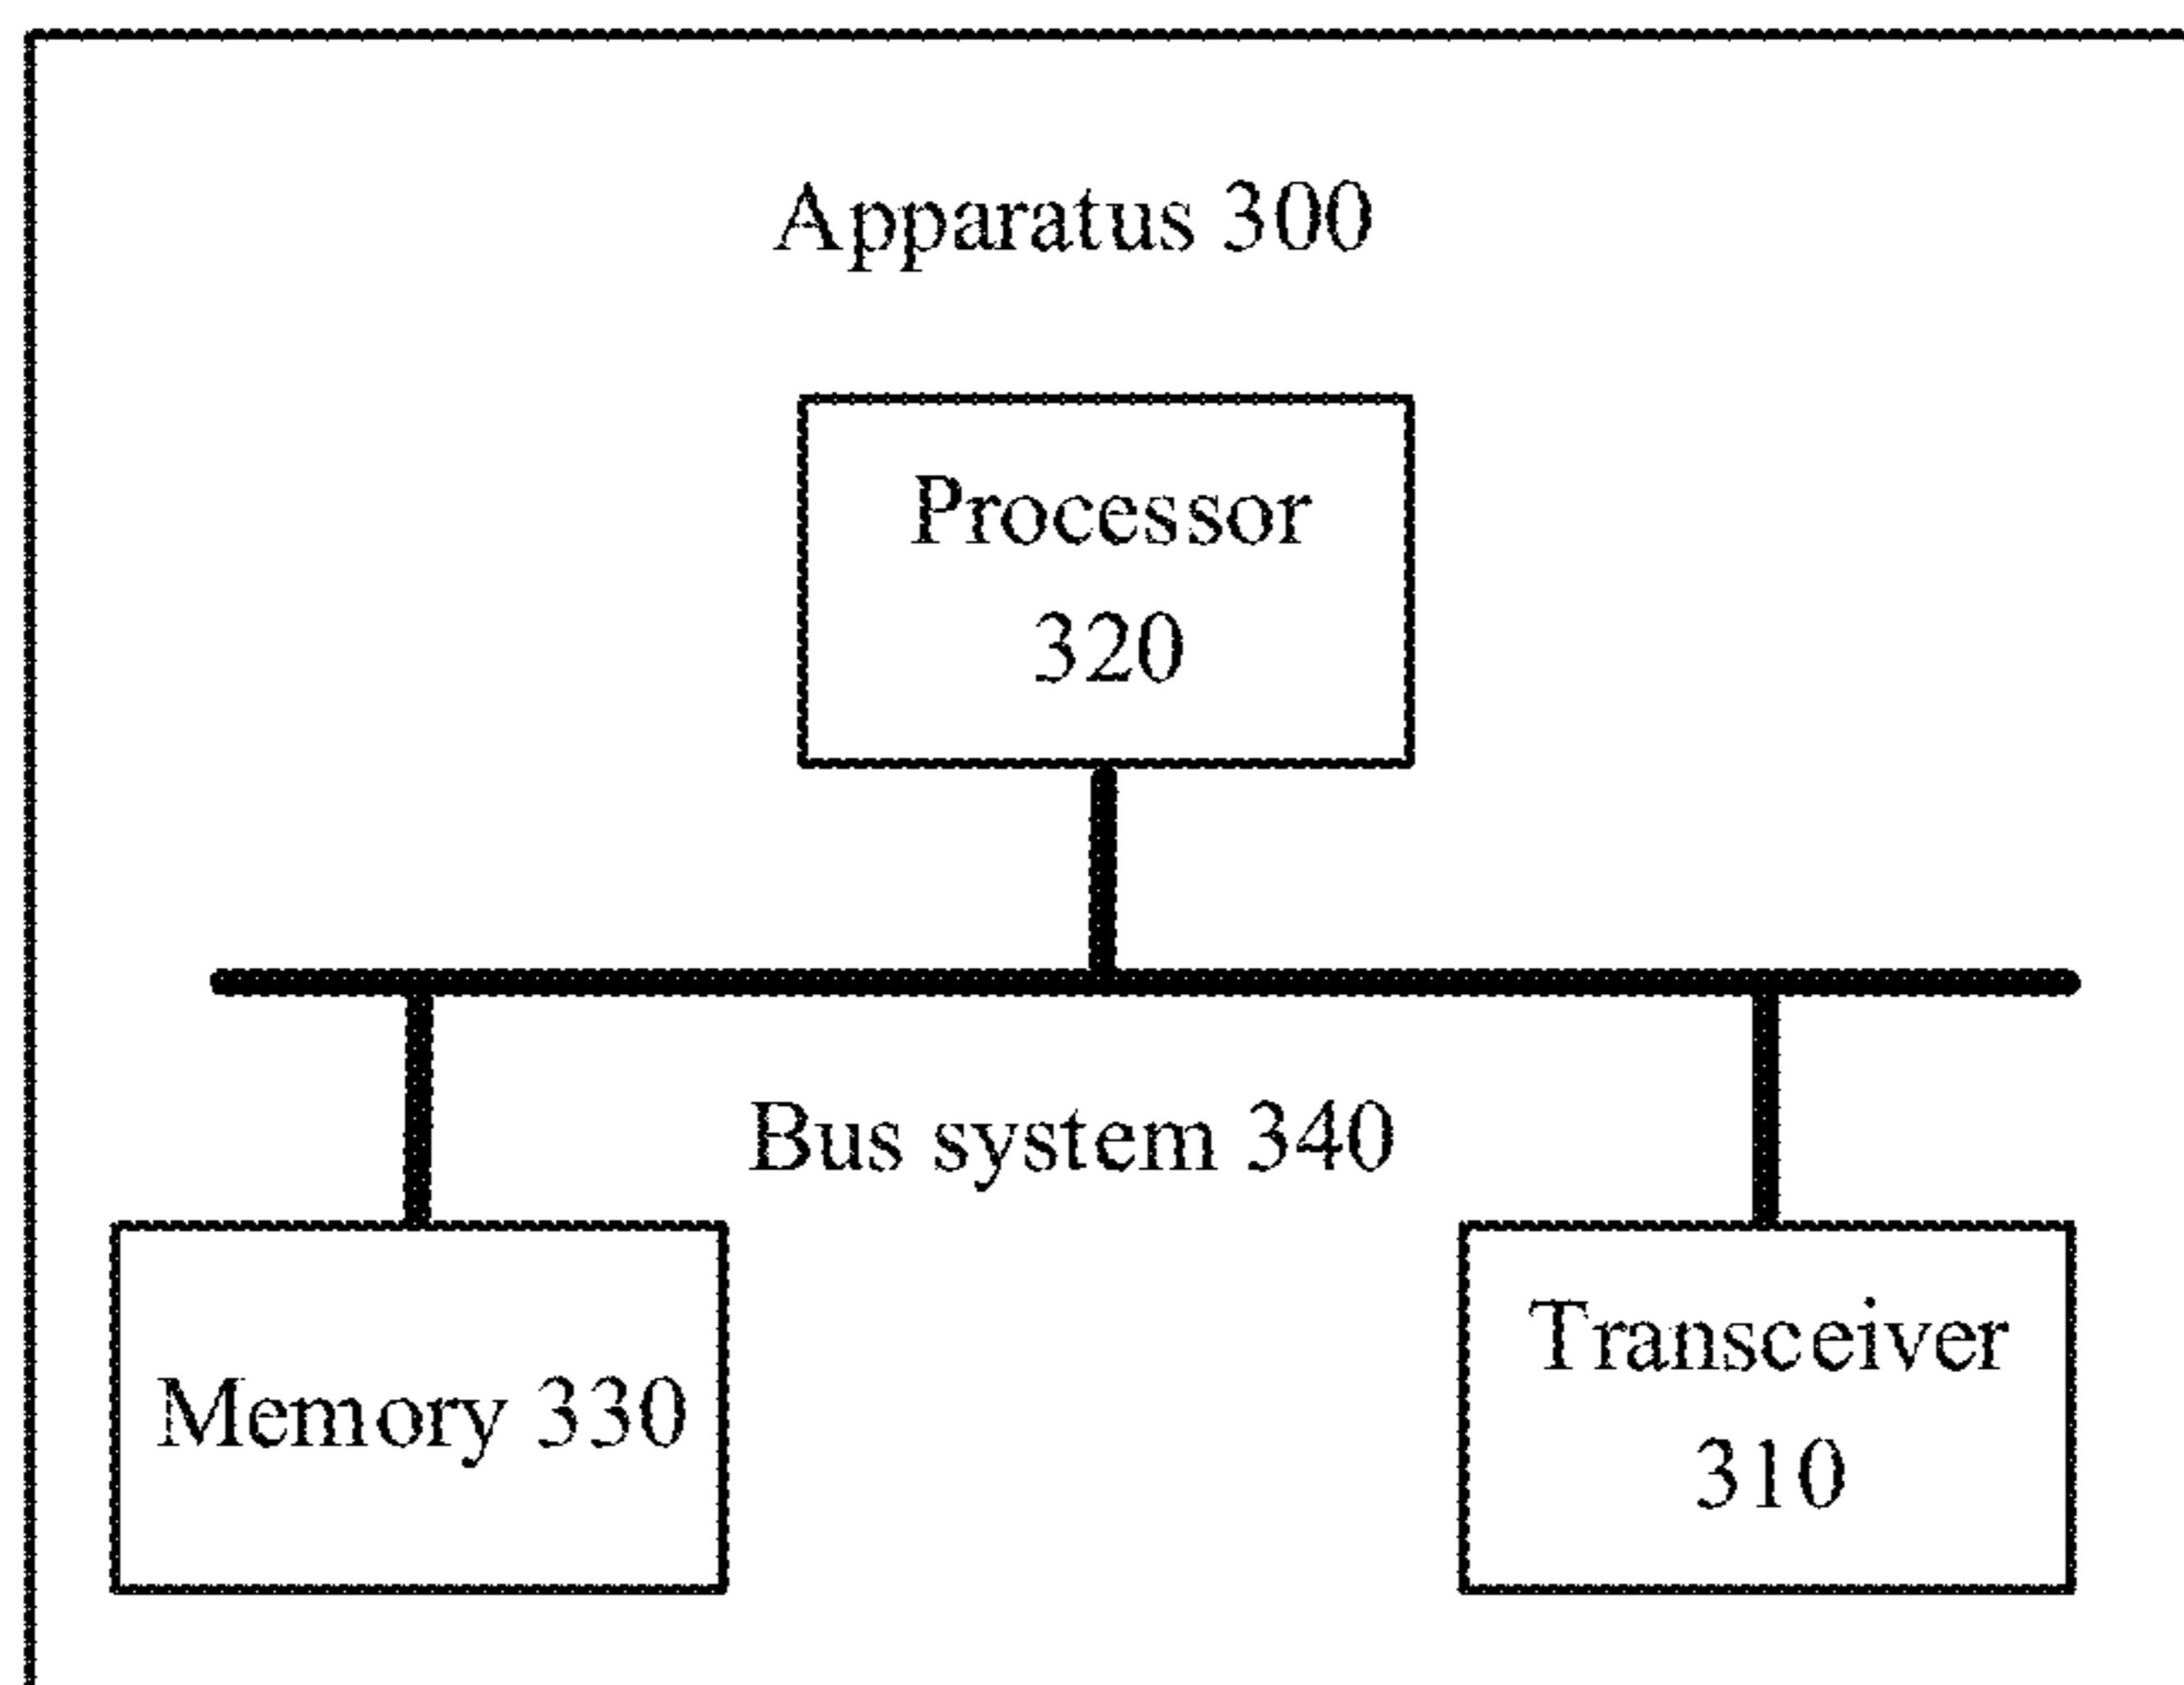 Apparatus 300
Processor
320
Bus system 340
Memory 330
Transceiver
310